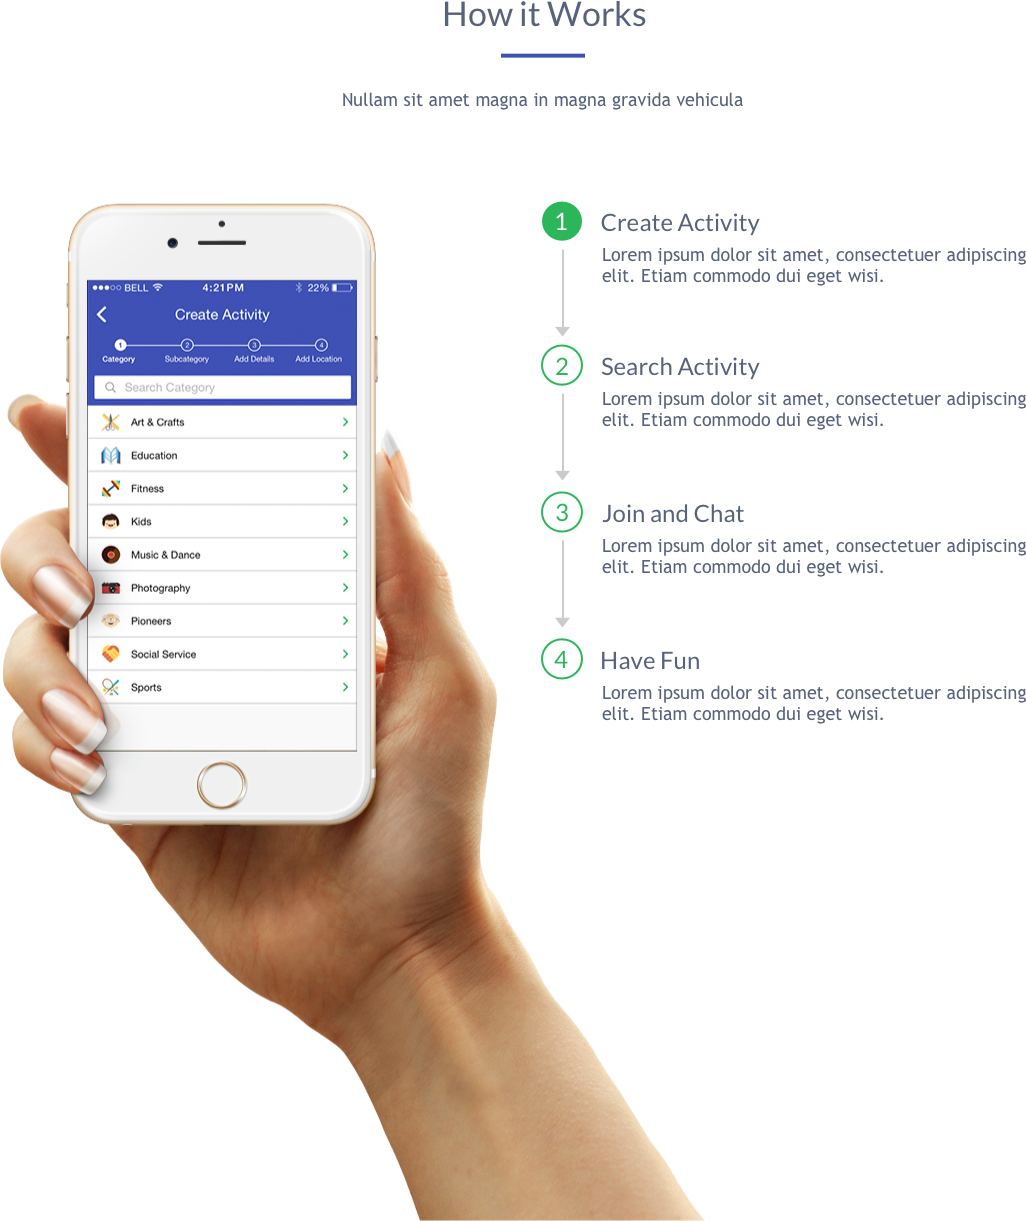 How it Works
Nullam sit amet magna in magna gravida vehicula
BELL 4:21PM 22%
Create Activity
1 2 3 4
Category Subcategory Add Details Add Location
Search Category
Art & Crafts
Education
Fitness
Kids
Music & Dance
Photography
Pioneers
Social Service
Sports
1 Create Activity
Lorem ipsum dolor sit amet, consectetuer adipiscing
elit. Etiam commodo dui eget wisi.
2 Search Activity
Lorem ipsum dolor sit amet, consectetuer adipiscing
elit. Etiam commodo dui eget wisi.
3 Join and Chat
Lorem ipsum dolor sit amet, consectetuer adipiscing
elit. Etiam commodo dui eget wisi.
4 Have Fun
Lorem ipsum dolor sit amet, consectetuer adipiscing
elit. Etiam commodo dui eget wisi.